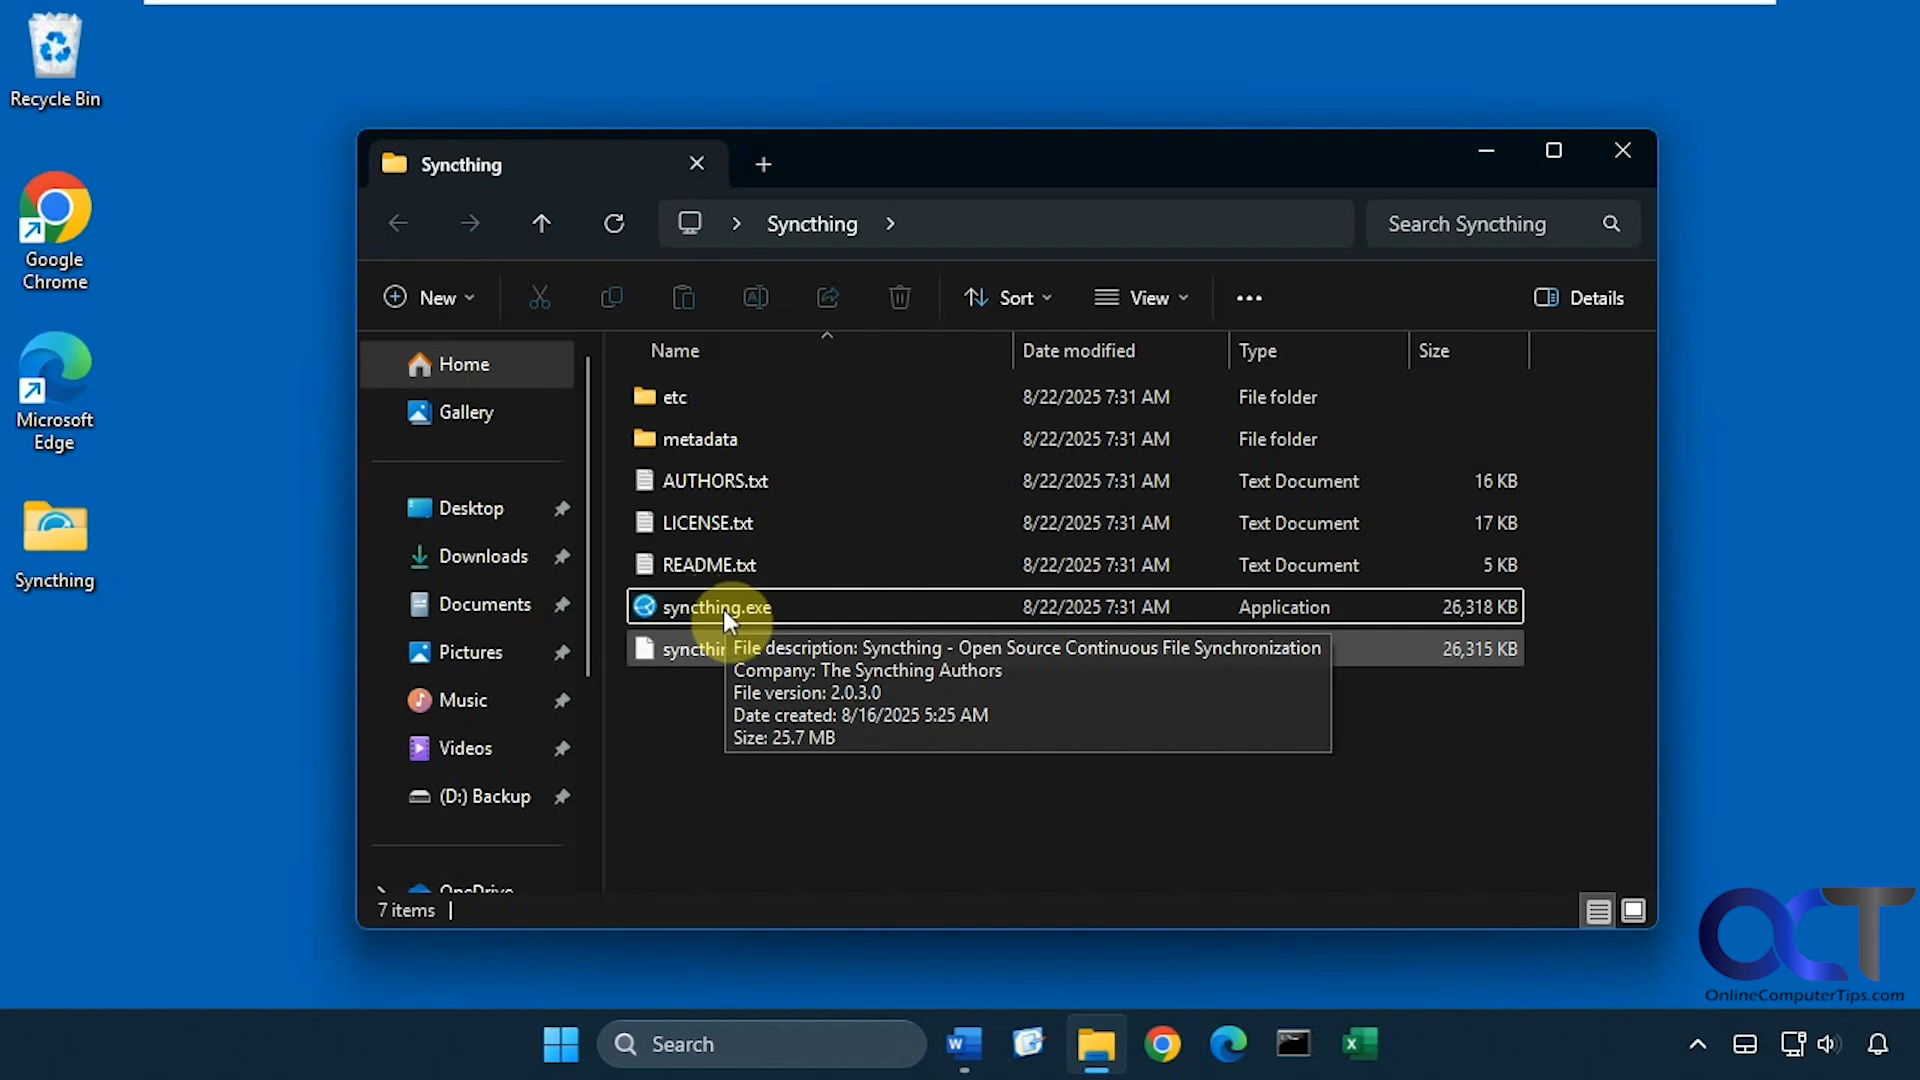 Recycle Bin
Google
Chrome
Microsoft
Edge
Syncthing
Syncthing
Syncthing
Search Syncthing
New
Sort
View
Details
Name
Date modified
Type
Size
Home
Gallery
Desktop
Downloads
Documents
Pictures
Music
Videos
(D:) Backup
OneDrive
etc 8/22/2025 7:31 AM File folder
metadata 8/22/2025 7:31 AM File folder
AUTHORS.txt 8/22/2025 7:31 AM Text Document 16 KB
LICENSE.txt 8/22/2025 7:31 AM Text Document 17 KB
README.txt 8/22/2025 7:31 AM Text Document 5 KB
syncthing.exe 8/22/2025 7:31 AM Application 26,318 KB
syncthin 26,315 KB
File description: Syncthing - Open Source Continuous File Synchronization
Company: The Syncthing Authors
File version: 2.0.3.0
Date created: 8/16/2025 5:25 AM
Size: 25.7 MB
7 items
OCT
OnlineComputerTips.com
Search